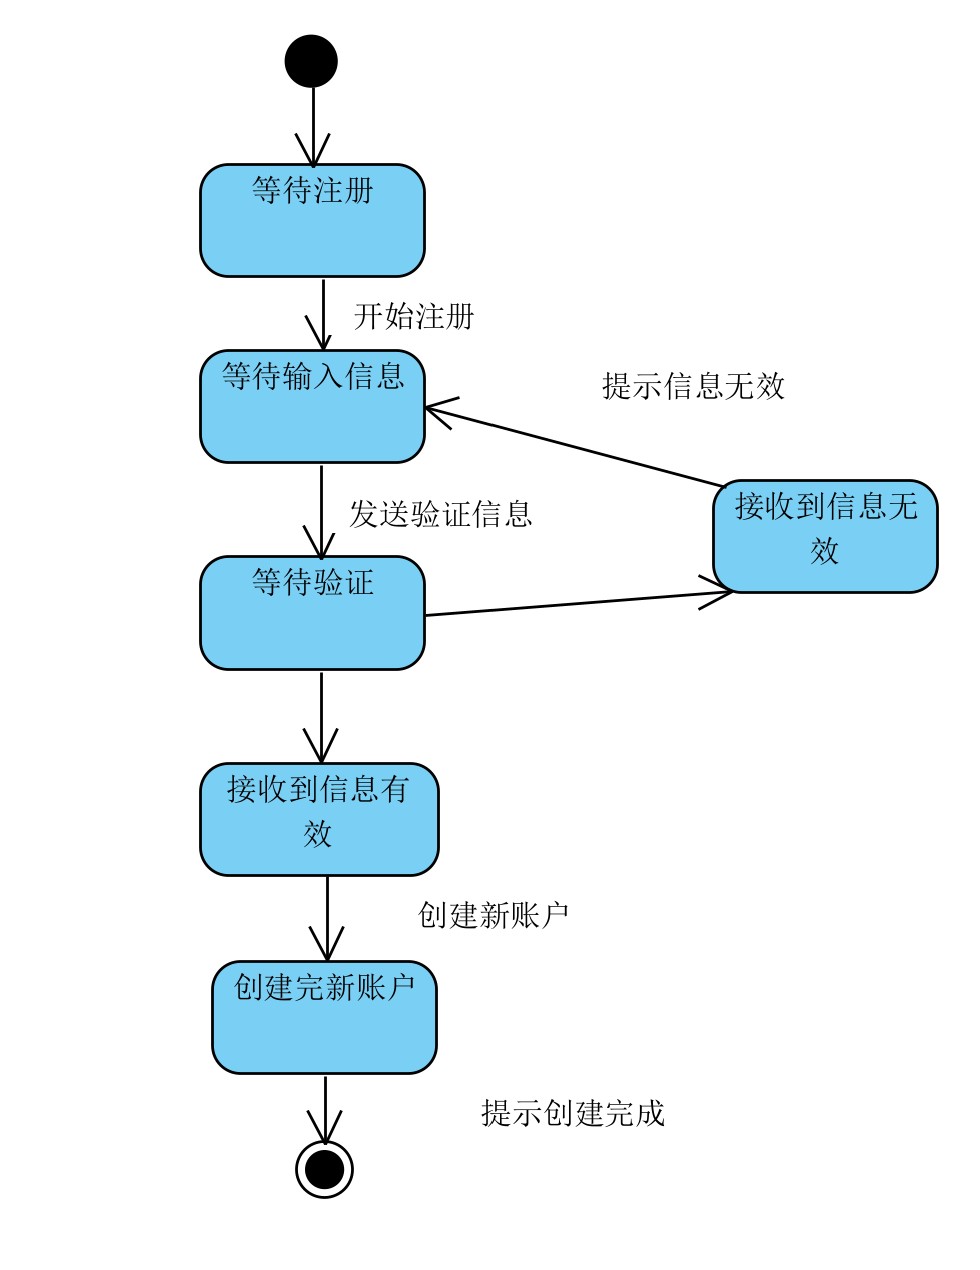 等待注册
开始注册
等待输入信息
提示信息无效
接收到信息无
效
发送验证信息
等待验证
接收到信息有
效
创建新账户
创建完新账户
提示创建完成